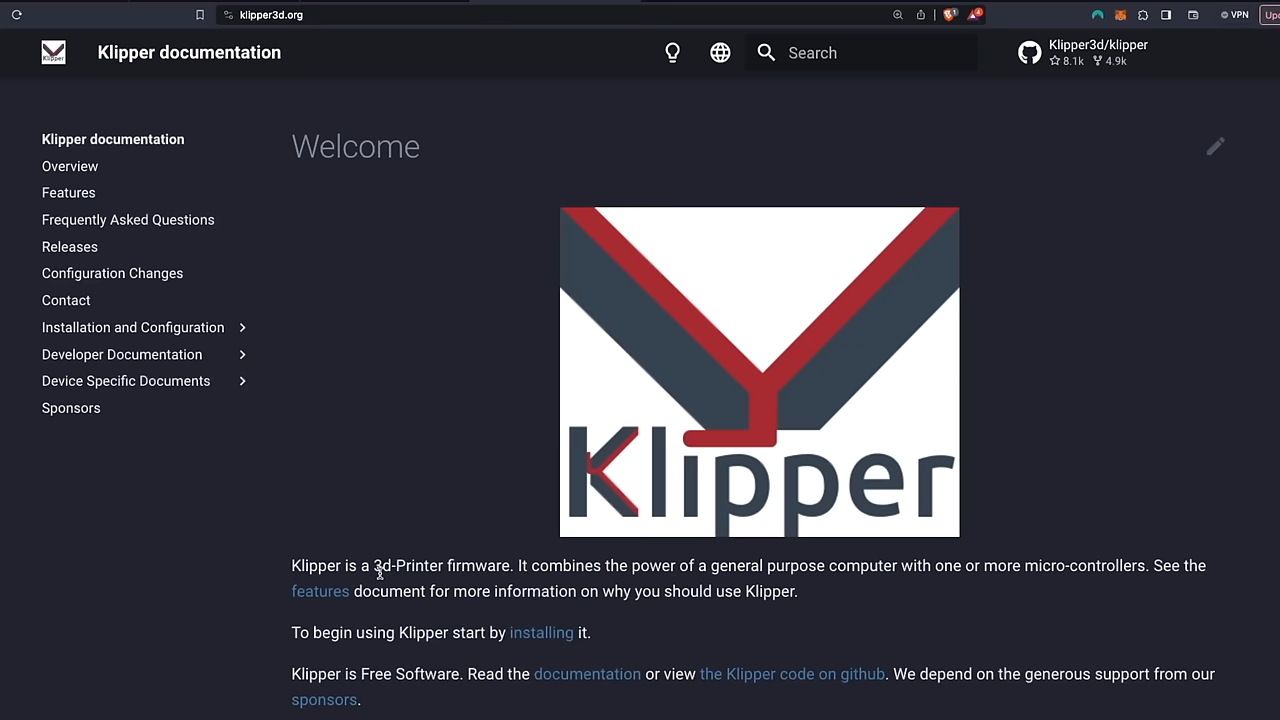 klipper3d.org
VPN
Klipper documentation
Search
Klipper3d/klipper
8.1k 4.9k
Klipper documentation
Overview
Features
Frequently Asked Questions
Releases
Configuration Changes
Contact
Installation and Configuration
Developer Documentation
Device Specific Documents
Sponsors
Welcome
Klipper
Klipper is a 3d-Printer firmware. It combines the power of a general purpose computer with one or more micro-controllers. See the
features document for more information on why you should use Klipper.
To begin using Klipper start by installing it.
Klipper is Free Software. Read the documentation or view the Klipper code on github. We depend on the generous support from our
sponsors.